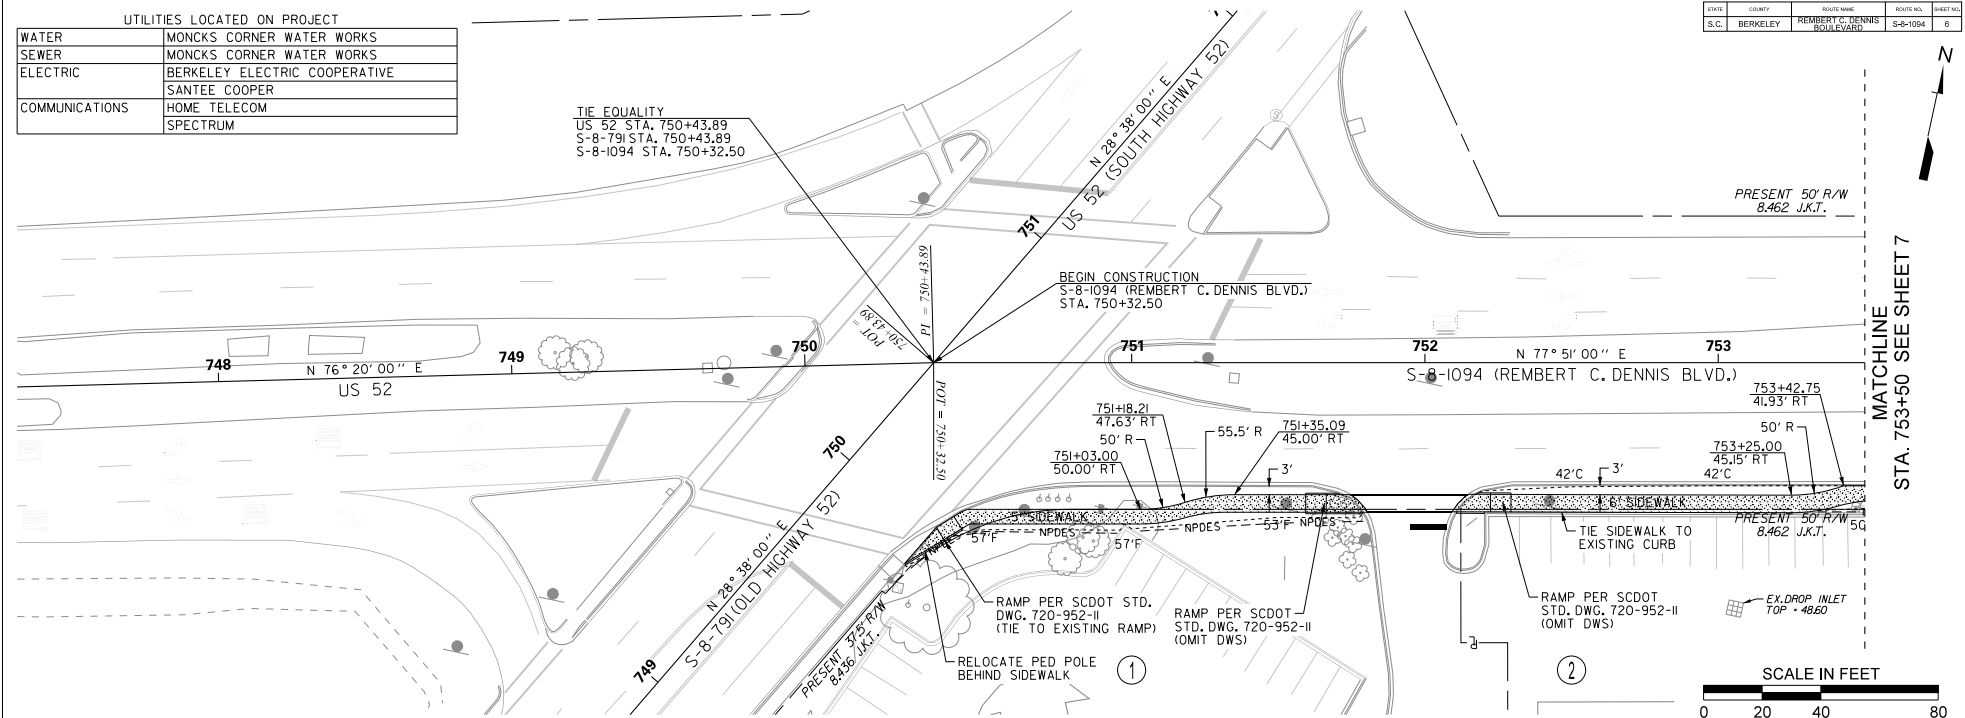 UTILITIES LOCATED ON PROJECT
WATER MONCKS CORNER WATER WORKS
SEWER MONCKS CORNER WATER WORKS
ELECTRIC BERKELEY ELECTRIC COOPERATIVE
SANTEE COOPER
COMMUNICATIONS HOME TELECOM
SPECTRUM
STATE COUNTY ROUTE NAME ROUTE NO. SHEET NO.
S.C. BERKELEY REMBERT C. DENNIS BOULEVARD S-8-1094 6
N
TIE EQUALITY
US 52 STA. 750+43.89
S-8-791 STA. 750+43.89
S-8-1094 STA. 750+32.50
N 28° 38' 00'' E
US 52 (SOUTH HIGHWAY 52)
751
PRESENT 50' R/W
8.462 J.K.T.
BEGIN CONSTRUCTION
S-8-1094 (REMBERT C. DENNIS BLVD.)
STA. 750+32.50
PI = 750+43.89
POT = 750+43.89
POT = 750+32.50
748
749
750
751
752
753
N 76° 20' 00'' E
US 52
N 77° 51' 00'' E
S-8-1094 (REMBERT C. DENNIS BLVD.)
MATCHLINE
STA. 753+50 SEE SHEET 7
750
749
N 28° 38' 00'' E
S-8-791 (OLD HIGHWAY 52)
751+18.21
47.63' RT
50' R
751+03.00
50.00' RT
55.5' R
751+35.09
45.00' RT
3'
753+42.75
41.93' RT
50' R
753+25.00
45.15' RT
42'C
3'
42'C
5' SIDEWALK
6' SIDEWALK
NPDES
57'F
NPDES
57'F
NPDES
53'F
NPDES
PRESENT 50' R/W
8.462 J.K.T.
TIE SIDEWALK TO
EXISTING CURB
RAMP PER SCDOT STD.
DWG. 720-952-11
(TIE TO EXISTING RAMP)
RAMP PER SCDOT
STD. DWG. 720-952-11
(OMIT DWS)
RAMP PER SCDOT
STD. DWG. 720-952-11
(OMIT DWS)
EX. DROP INLET
TOP - 48.60
RELOCATE PED POLE
BEHIND SIDEWALK
PRESENT 37.5' R/W
8.436 J.K.T.
1
2
SCALE IN FEET
0 20 40 80